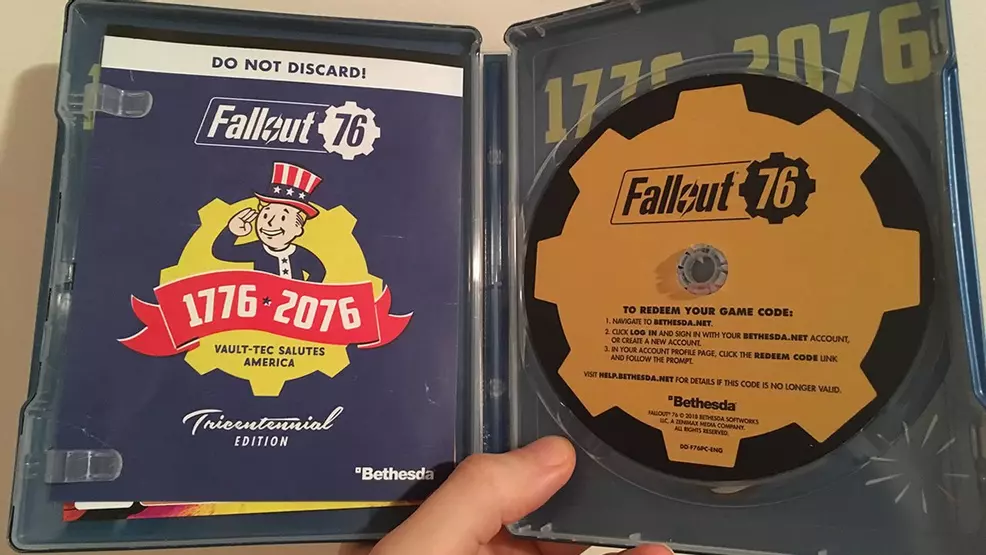 DO NOT DISCARD!
Fallout 76
1776 ★ 2076
VAULT-TEC SALUTES
AMERICA
Tricentennial
EDITION
Bethesda
1776 2076
Fallout 76
TO REDEEM YOUR GAME CODE:
1. NAVIGATE TO BETHESDA.NET.
2. CLICK LOG IN AND SIGN IN WITH YOUR BETHESDA.NET ACCOUNT,
OR CREATE A NEW ACCOUNT.
3. IN YOUR ACCOUNT PROFILE PAGE, CLICK THE REDEEM CODE LINK
AND FOLLOW THE PROMPT.
VISIT HELP.BETHESDA.NET FOR DETAILS IF THIS CODE IS NO LONGER VALID.
Bethesda
FALLOUT® 76 © 2018 BETHESDA SOFTWORKS
LLC, A ZENIMAX MEDIA COMPANY.
ALL RIGHTS RESERVED.
DD-F76PC-ENG